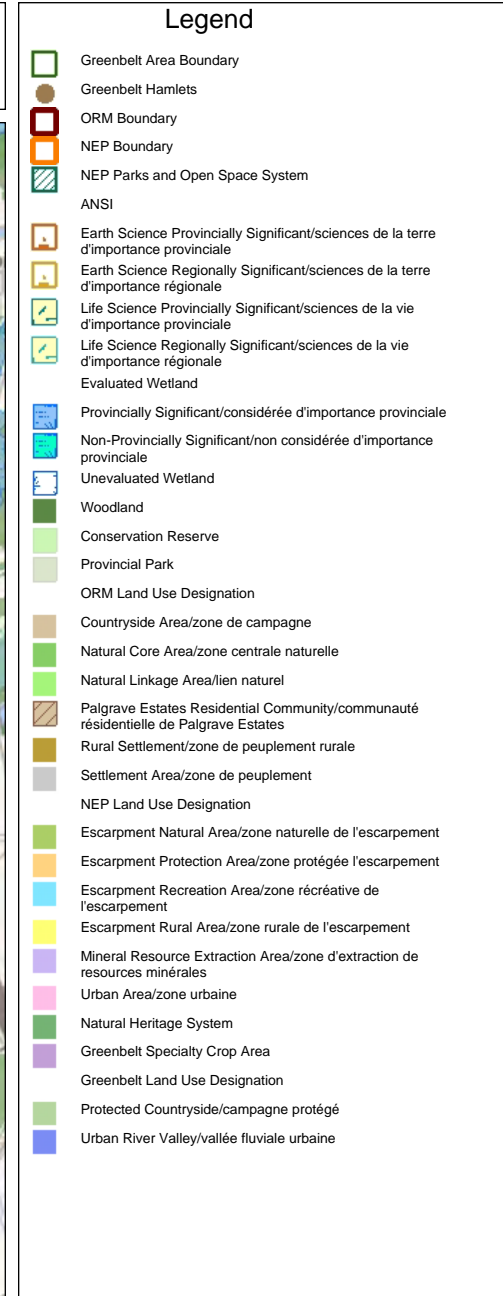 Legend
Greenbelt Area Boundary
Greenbelt Hamlets
ORM Boundary
NEP Boundary
NEP Parks and Open Space System
ANSI
Earth Science Provincially Significant/sciences de la terre
d'importance provinciale
Earth Science Regionally Significant/sciences de la terre
d'importance régionale
Life Science Provincially Significant/sciences de la vie
d'importance provinciale
Life Science Regionally Significant/sciences de la vie
d'importance régionale
Evaluated Wetland
Provincially Significant/considérée d'importance provinciale
Non-Provincially Significant/non considérée d'importance
provinciale
Unevaluated Wetland
Woodland
Conservation Reserve
Provincial Park
ORM Land Use Designation
Countryside Area/zone de campagne
Natural Core Area/zone centrale naturelle
Natural Linkage Area/lien naturel
Palgrave Estates Residential Community/communauté
résidentielle de Palgrave Estates
Rural Settlement/zone de peuplement rurale
Settlement Area/zone de peuplement
NEP Land Use Designation
Escarpment Natural Area/zone naturelle de l'escarpement
Escarpment Protection Area/zone protégée l'escarpement
Escarpment Recreation Area/zone récréative de
l'escarpement
Escarpment Rural Area/zone rurale de l'escarpement
Mineral Resource Extraction Area/zone d'extraction de
resources minérales
Urban Area/zone urbaine
Natural Heritage System
Greenbelt Specialty Crop Area
Greenbelt Land Use Designation
Protected Countryside/campagne protégé
Urban River Valley/vallée fluviale urbaine